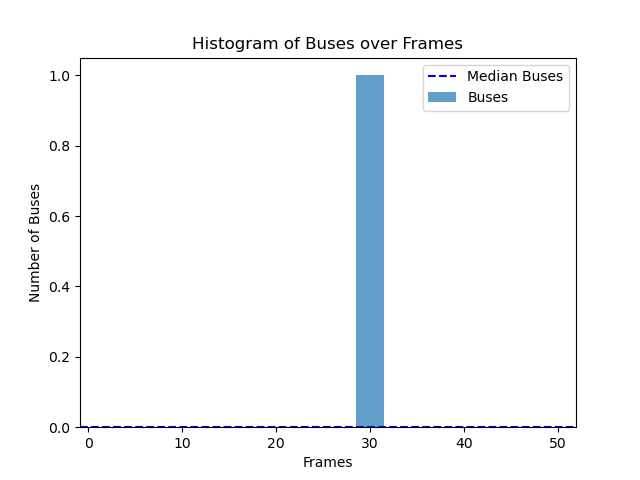 Histogram of Buses over Frames
Median Buses
Buses
1.0
0.8
0.6
0.4
0.2
0.0
Number of Buses
0 10 20 30 40 50
Frames